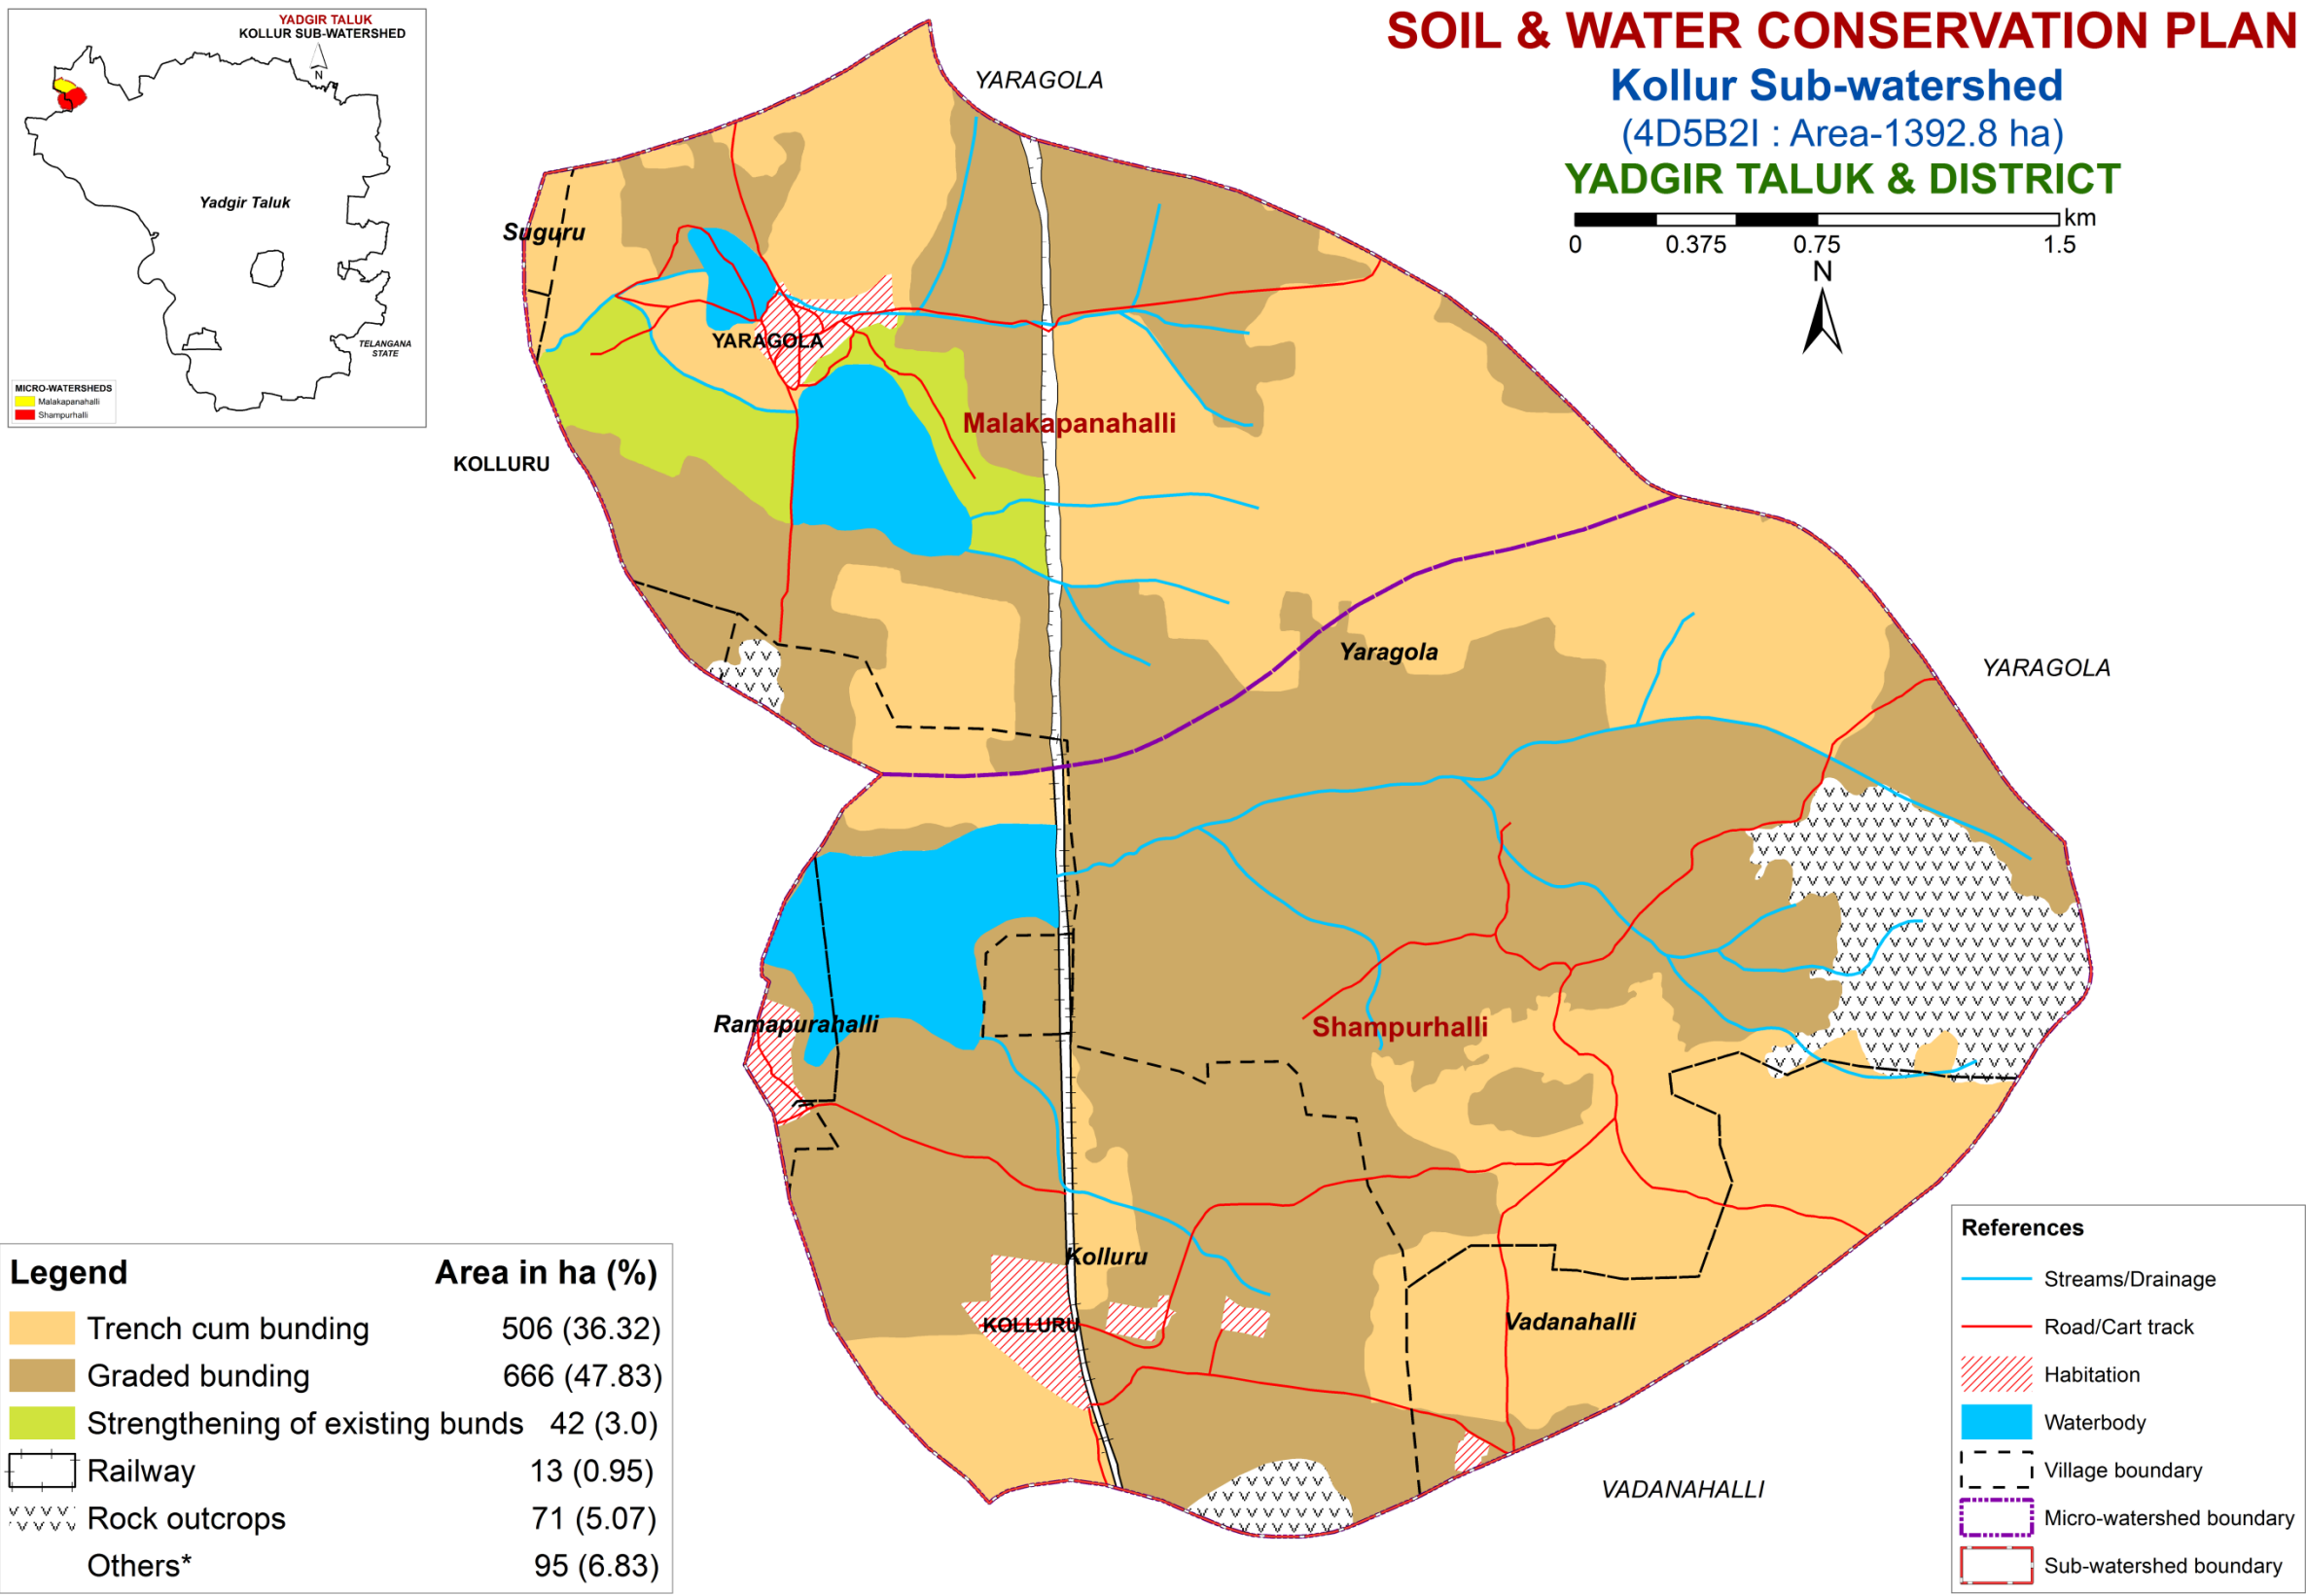 YADGIR TALUK
KOLLUR SUB-WATERSHED
N
Yadgir Taluk
TELANGANA
STATE
MICRO-WATERSHEDS
Malakapanahalli
Shampurhalli
SOIL & WATER CONSERVATION PLAN
Kollur Sub-watershed
(4D5B2I : Area-1392.8 ha)
YADGIR TALUK & DISTRICT
km
0 0.375 0.75 1.5
N
YARAGOLA
Suguru
YARAGOLA
Malakapanahalli
KOLLURU
Yaragola
YARAGOLA
Ramapurahalli
Shampurhalli
Kolluru
KOLLURU
Vadanahalli
VADANAHALLI
Legend Area in ha (%)
Trench cum bunding 506 (36.32)
Graded bunding 666 (47.83)
Strengthening of existing bunds 42 (3.0)
Railway 13 (0.95)
Rock outcrops 71 (5.07)
Others* 95 (6.83)
References
Streams/Drainage
Road/Cart track
Habitation
Waterbody
Village boundary
Micro-watershed boundary
Sub-watershed boundary